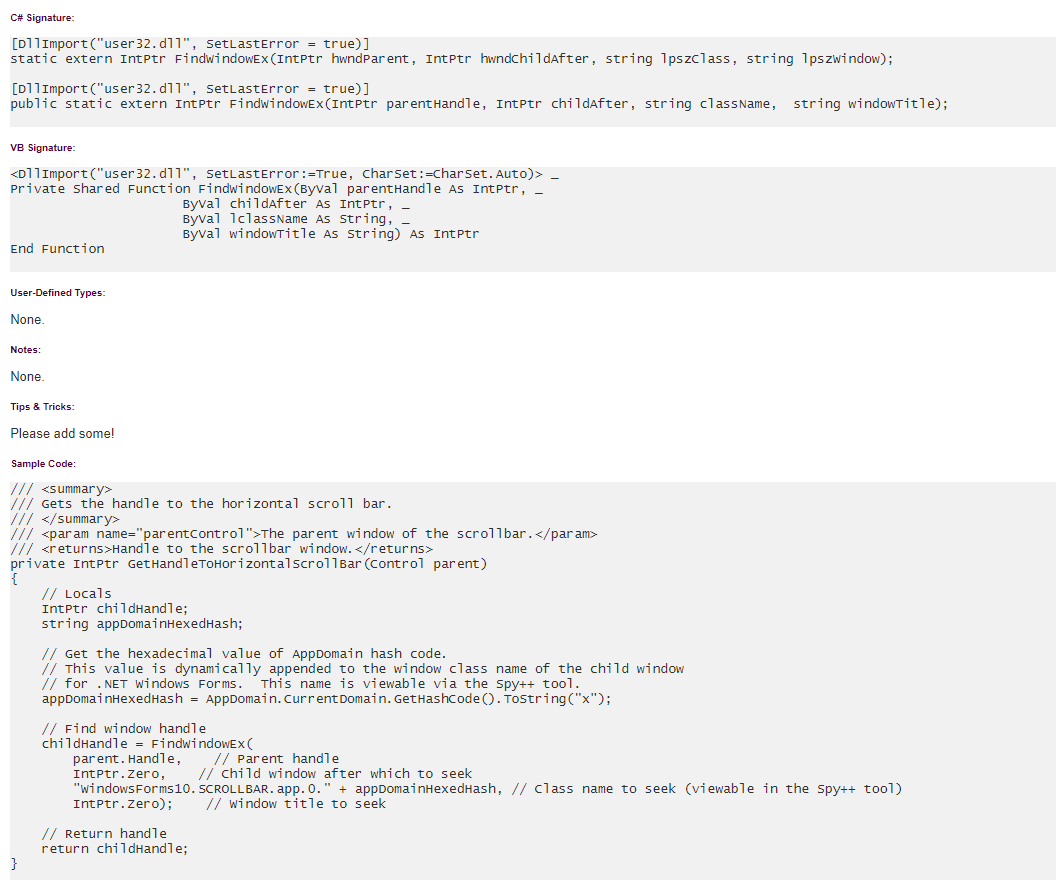 C# Signature:
[DllImport("user32.dll", SetLastError = true)]
static extern IntPtr FindWindowEx(IntPtr hwndParent, IntPtr hwndChildAfter, string lpszClass, string lpszWindow);
[DllImport("user32.dll", SetLastError = true)]
public static extern IntPtr FindWindowEx(IntPtr parentHandle, IntPtr childAfter, string className,  string windowTitle);
VB Signature:
<DllImport("user32.dll", SetLastError:=True, CharSet:=CharSet.Auto)> _
Private Shared Function FindWindowEx(ByVal parentHandle As IntPtr, _
                      ByVal childAfter As IntPtr, _
                      ByVal lclassName As String, _
                      ByVal windowTitle As String) As IntPtr
End Function
User-Defined Types:
None.
Notes:
None.
Tips & Tricks:
Please add some!
Sample Code:
/// <summary>
/// Gets the handle to the horizontal scroll bar.
/// </summary>
/// <param name="parentControl">The parent window of the scrollbar.</param>
/// <returns>Handle to the scrollbar window.</returns>
private IntPtr GetHandleToHorizontalScrollBar(Control parent)
{
    // Locals
    IntPtr childHandle;
    string appDomainHexedHash;
    // Get the hexadecimal value of AppDomain hash code.
    // This value is dynamically appended to the window class name of the child window
    // for .NET Windows Forms.  This name is viewable via the Spy++ tool.
    appDomainHexedHash = AppDomain.CurrentDomain.GetHashCode().ToString("x");
    // Find window handle
    childHandle = FindWindowEx(
        parent.Handle,    // Parent handle
        IntPtr.Zero,    // Child window after which to seek
        "WindowsForms10.SCROLLBAR.app.0." + appDomainHexedHash, // Class name to seek (viewable in the Spy++ tool)
        IntPtr.Zero);    // Window title to seek
    // Return handle
    return childHandle;
}